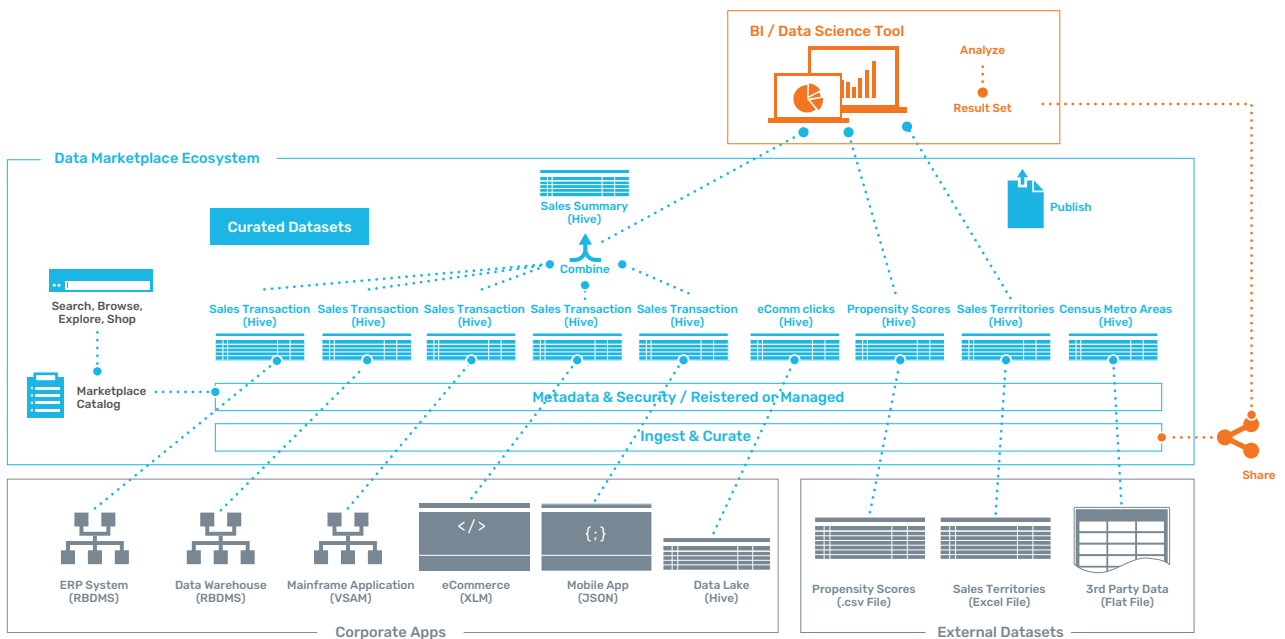 BI / Data Science Tool
Analyze
Result Set
Data Marketplace Ecosystem
Sales Summary
(Hive)
Publish
Curated Datasets
Combine
Search, Browse,
Explore, Shop
Sales Transaction
(Hive)
Sales Transaction
(Hive)
Sales Transaction
(Hive)
Sales Transaction
(Hive)
Sales Transaction
(Hive)
eComm clicks
(Hive)
Propensity Scores
(Hive)
Sales Terrritories
(Hive)
Census Metro Areas
(Hive)
Marketplace
Catalog
Metadata & Security / Reistered or Managed
Ingest & Curate
Share
</>
{;}
ERP System
(RBDMS)
Data Warehouse
(RBDMS)
Mainframe Application
(VSAM)
eCommerce
(XLM)
Mobile App
(JSON)
Data Lake
(Hive)
Propensity Scores
(.csv File)
Sales Territories
(Excel File)
3rd Party Data
(Flat File)
Corporate Apps
External Datasets